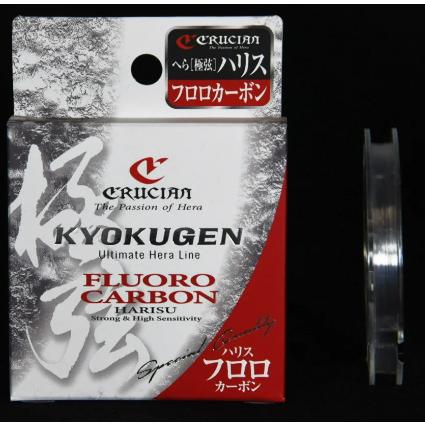 CRUCIAN
The Passion of Hera
へら[極弦]ハリス
フロロカーボン
CRUCIAN
The Passion of Hera
極弦
KYOKUGEN
Ultimate Hera Line
FLUORO
CARBON
HARISU
Strong & High Sensitivity
Special Quality
ハリス
フロロ
カーボン